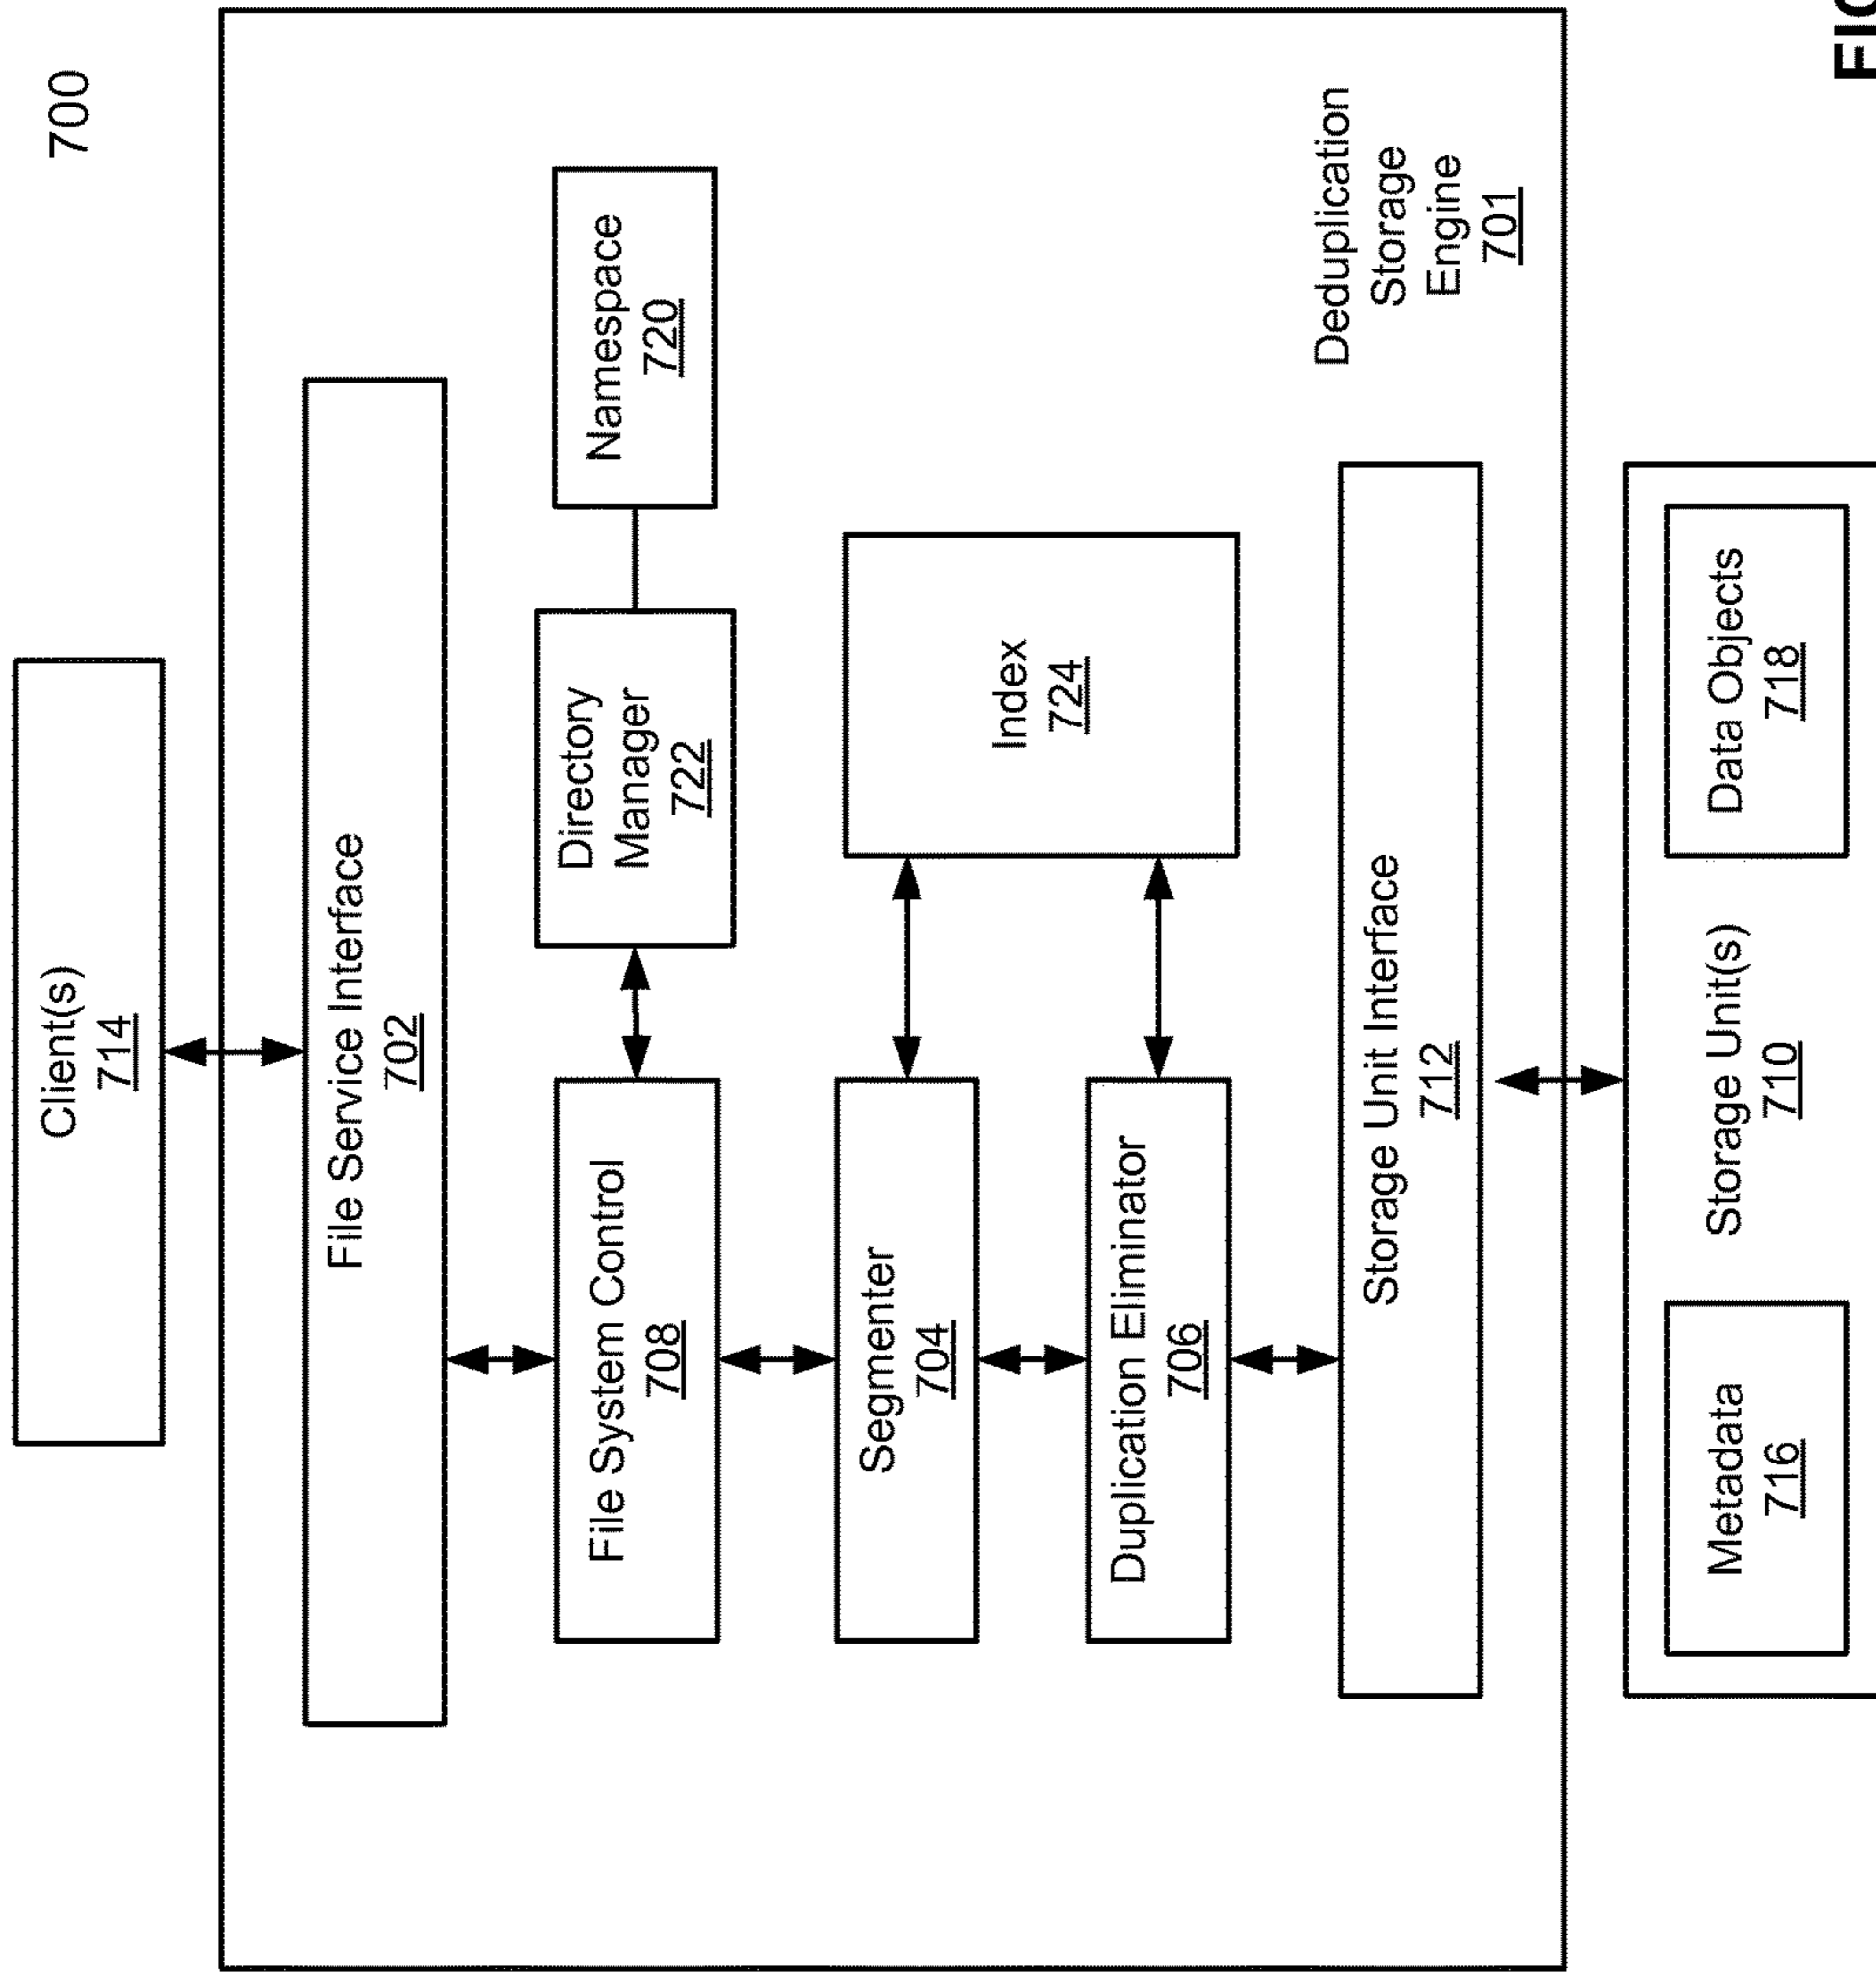 700
Client(s)
714
File Service Interface
702
File System Control
708
Directory
Manager
722
Namespace
720
Segmenter
704
Index
724
Duplication Eliminator
706
Storage Unit Interface
712
Deduplication
Storage
Engine
701
Metadata
716
Storage Unit(s)
710
Data Objects
718